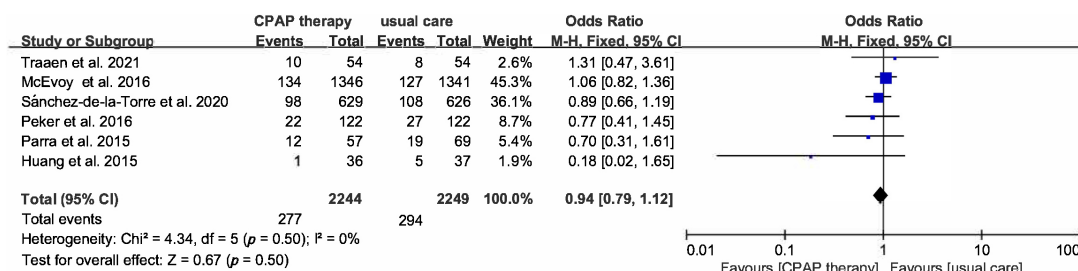 CPAP therapy usual care Odds Ratio Odds Ratio
Study or Subgroup Events Total Events Total Weight M-H, Fixed, 95% CI M-H, Fixed, 95% CI
Traaen et al. 2021 10 54 8 54 2.6% 1.31 [0.47, 3.61]
McEvoy et al. 2016 134 1346 127 1341 45.3% 1.06 [0.82, 1.36]
Sánchez-de-la-Torre et al. 2020 98 629 108 626 36.1% 0.89 [0.66, 1.19]
Peker et al. 2016 22 122 27 122 8.7% 0.77 [0.41, 1.45]
Parra et al. 2015 12 57 19 69 5.4% 0.70 [0.31, 1.61]
Huang et al. 2015 1 36 5 37 1.9% 0.18 [0.02, 1.65]
Total (95% CI) 2244 2249 100.0% 0.94 [0.79, 1.12]
Total events 277 294
Heterogeneity: Chi² = 4.34, df = 5 (p = 0.50); I² = 0%
Test for overall effect: Z = 0.67 (p = 0.50)
0.01 0.1 1 10 100
Favours [CPAP therapy] Favours [usual care]